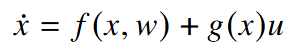 ẋ = f(x, w) + g(x)u